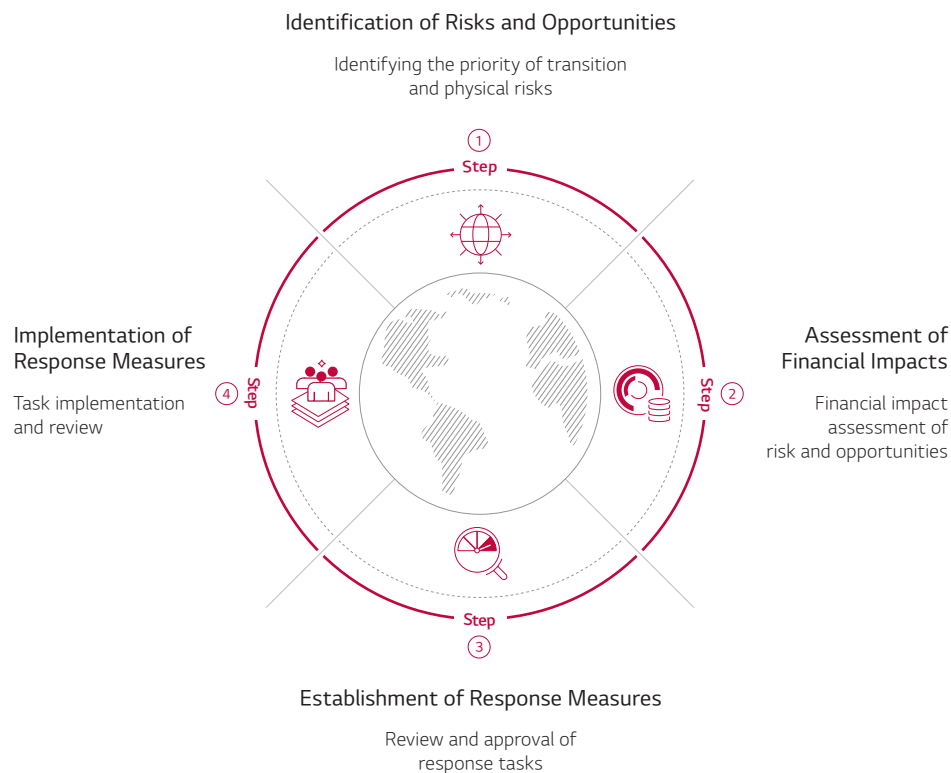 Identification of Risks and Opportunities
Identifying the priority of transition
and physical risks
1
Step
Assessment of
Financial Impacts
2
Step
Financial impact
assessment of
risk and opportunities
Step
3
Establishment of Response Measures
Review and approval of
response tasks
Implementation of
Response Measures
4
Step
Task implementation
and review